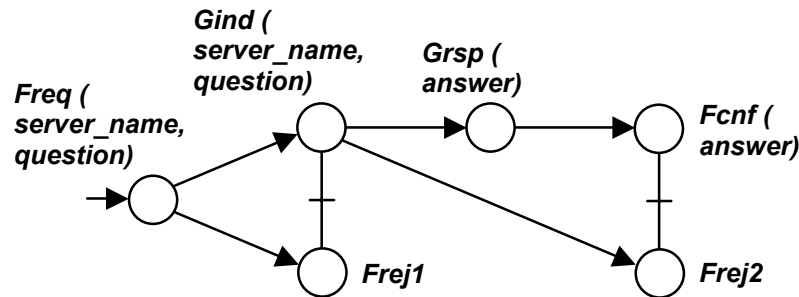 Gind (
server_name,
question)
Grsp (
answer)
Freq (
server_name,
question)
Fcnf (
answer)
Frej1
Frej2